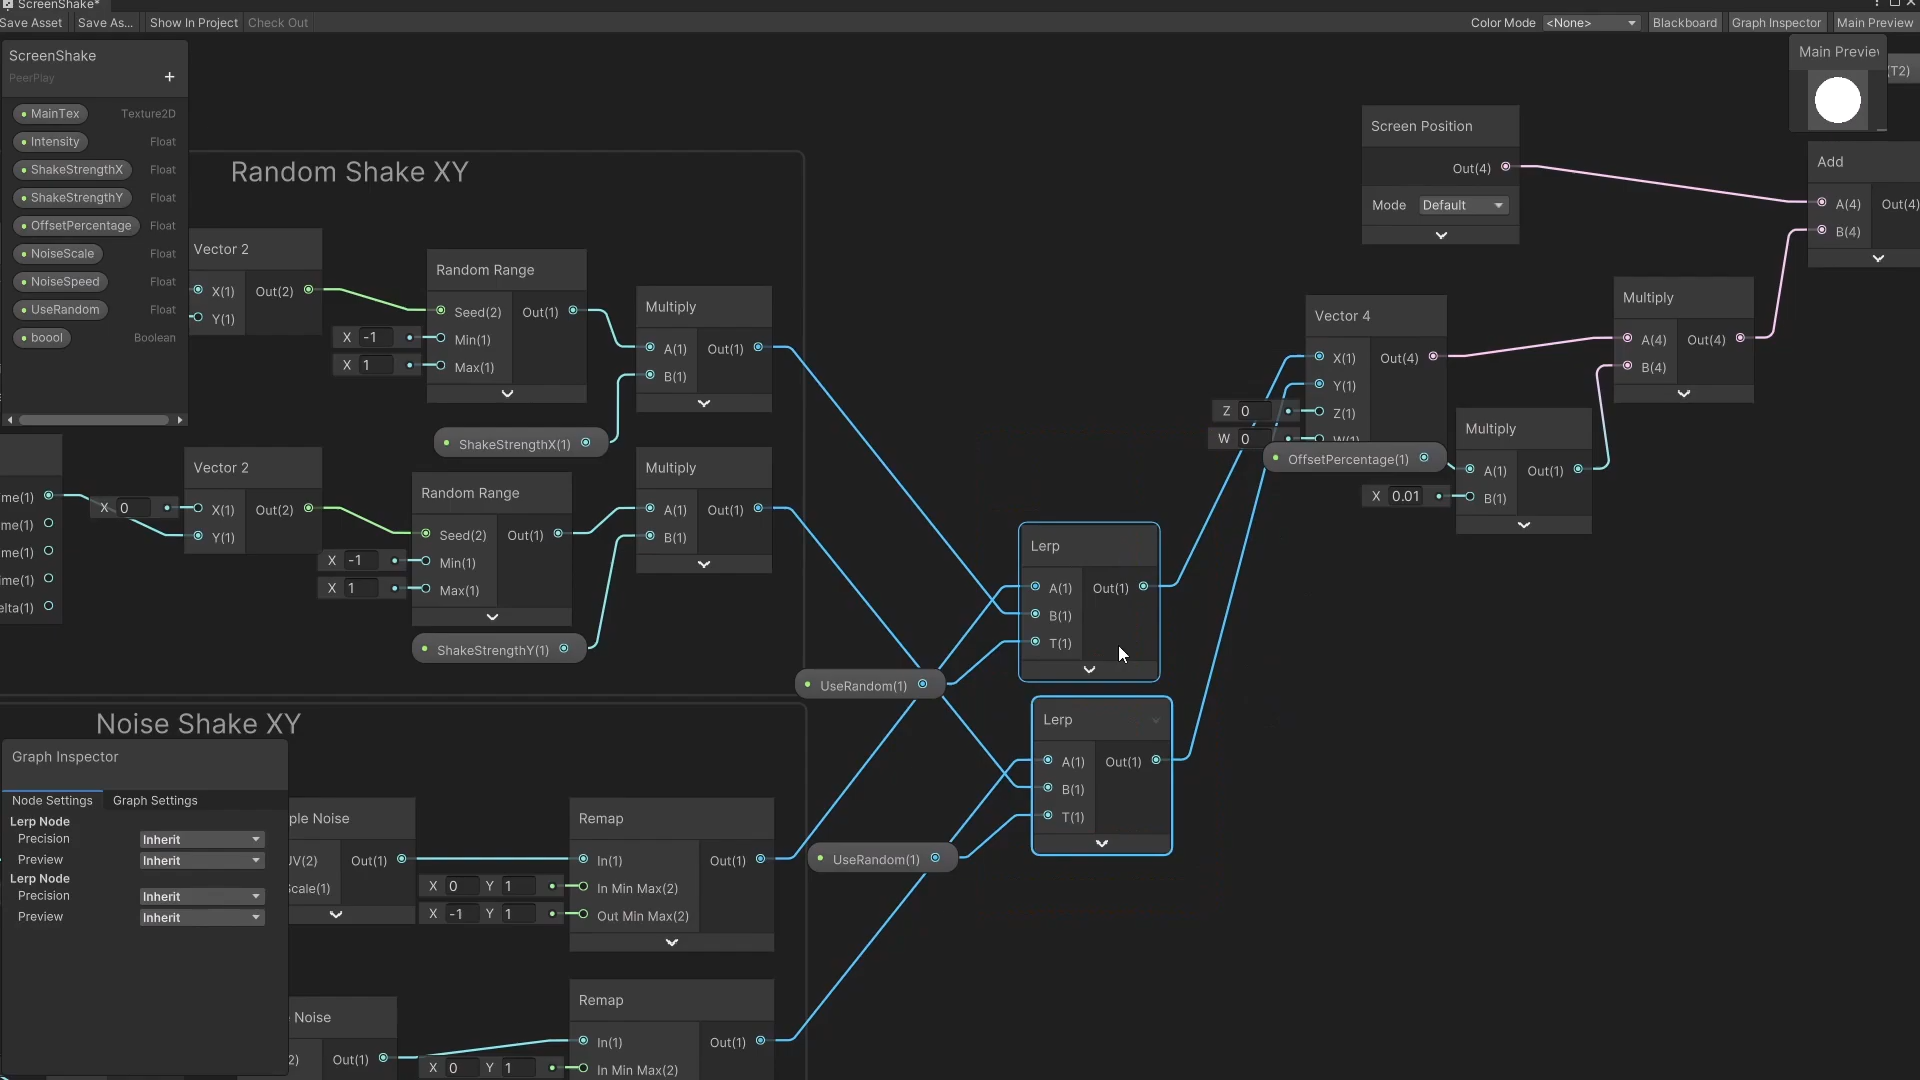 ScreenShake*
Save Asset Save As... Show In Project Check Out Color Mode <None> Blackboard Graph Inspector Main Preview
ScreenShake
PeerPlay
+
MainTex Texture2D
Intensity Float
ShakeStrengthX Float
ShakeStrengthY Float
OffsetPercentage Float
NoiseScale Float
NoiseSpeed Float
UseRandom Float
boool Boolean
Main Preview
(T2)
Random Shake XY
Vector 2
X(1) Out(2)
Y(1)
Random Range
Seed(2) Out(1)
X -1 Min(1)
X 1 Max(1)
Multiply
A(1) Out(1)
B(1)
ShakeStrengthX(1)
me(1)
me(1)
ime(1)
ime(1)
elta(1)
X 0
Vector 2
X(1) Out(2)
Y(1)
Random Range
Seed(2) Out(1)
X -1 Min(1)
X 1 Max(1)
Multiply
A(1) Out(1)
B(1)
ShakeStrengthY(1)
Screen Position
Out(4)
Mode Default
Add
A(4) Out(4)
B(4)
Vector 4
X(1) Out(4)
Y(1)
Z 0 Z(1)
W 0 W(1)
OffsetPercentage(1)
Multiply
A(4) Out(4)
B(4)
Multiply
A(1) Out(1)
X 0.01 B(1)
Lerp
A(1) Out(1)
B(1)
T(1)
UseRandom(1)
Lerp
A(1) Out(1)
B(1)
T(1)
UseRandom(1)
Noise Shake XY
Graph Inspector
Node Settings Graph Settings
Lerp Node
Precision Inherit
Preview Inherit
Lerp Node
Precision Inherit
Preview Inherit
ple Noise
UV(2) Out(1)
Scale(1)
Remap
In(1) Out(1)
X 0 Y 1 In Min Max(2)
X -1 Y 1 Out Min Max(2)
Noise
2) Out(1)
Remap
In(1) Out(1)
X 0 Y 1 In Min Max(2)